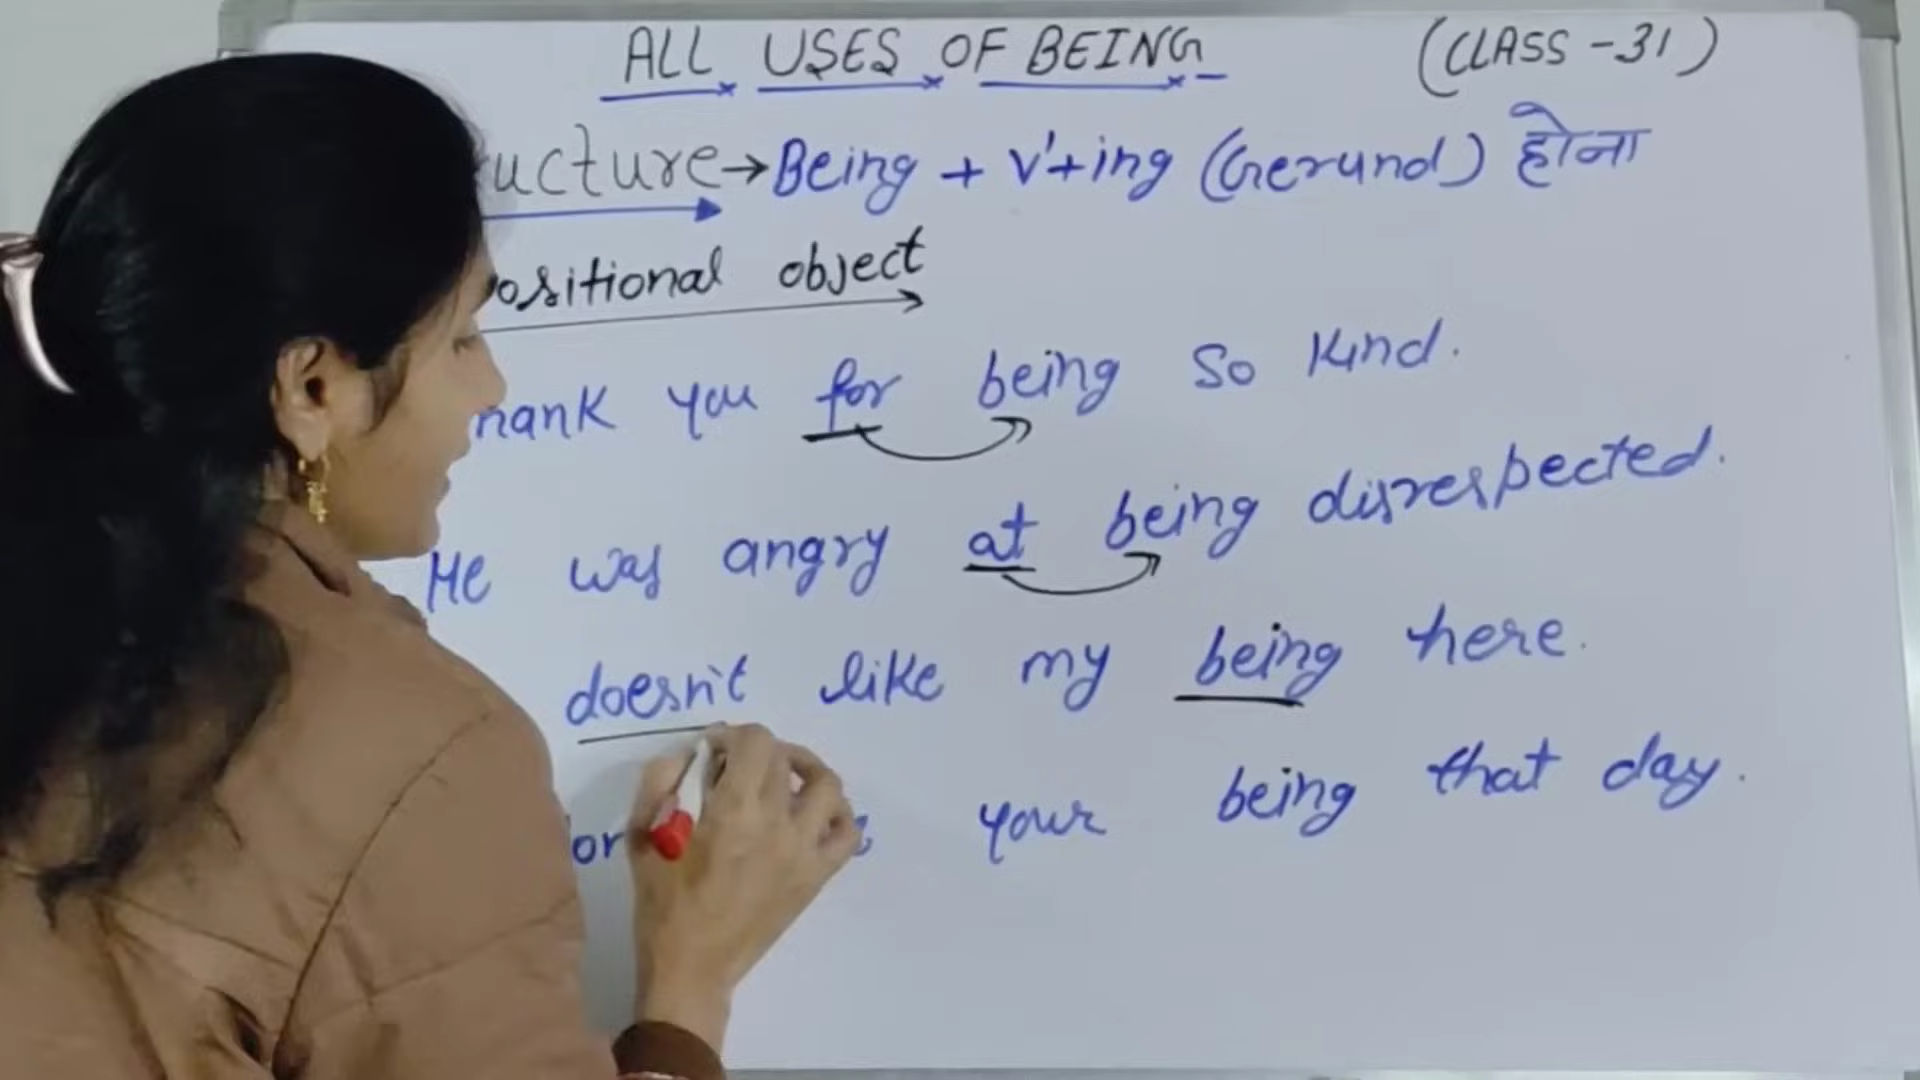 ALL USES OF BEING (CLASS - 31)
ucture → Being + V¹+ing (Gerund) होना
ositional object
hank you for being so kind.
He was angry at being disrespected.
doesn't like my being here.
or your being that day.